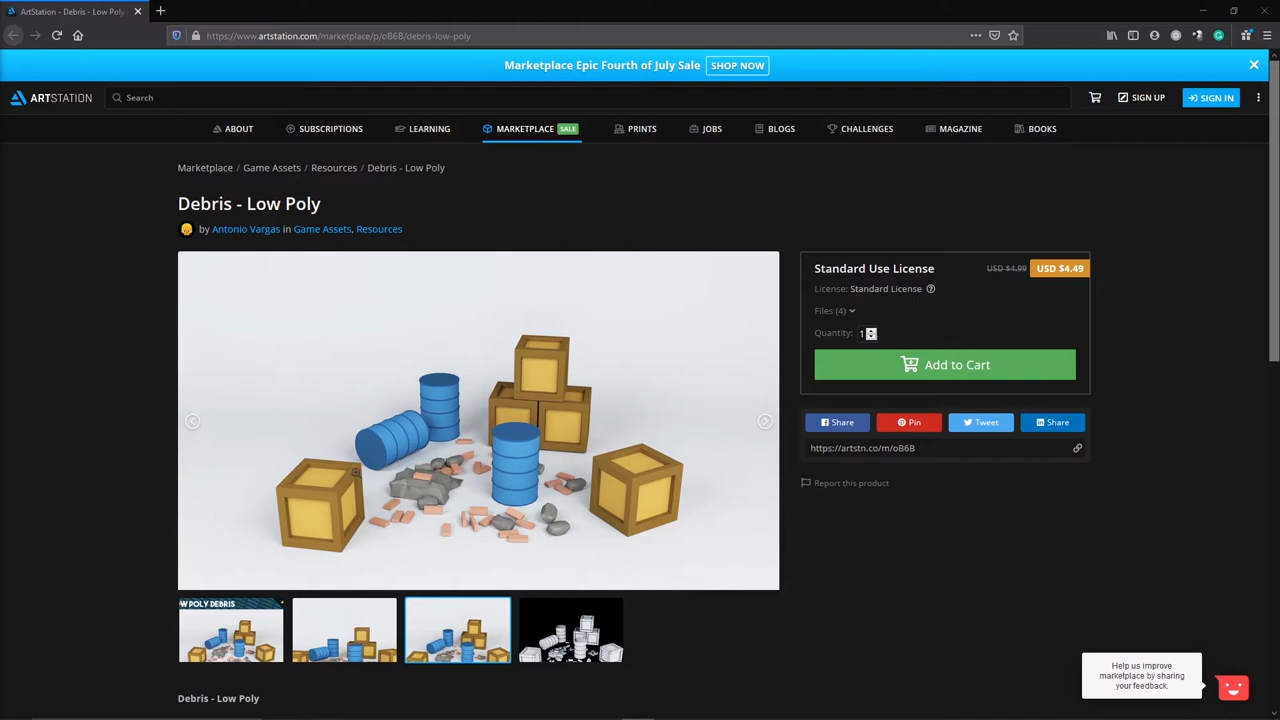 ArtStation - Debris - Low Poly
https://www.artstation.com/marketplace/p/oB6B/debris-low-poly
Marketplace Epic Fourth of July Sale SHOP NOW
ARTSTATION Search SIGN UP SIGN IN
ABOUT SUBSCRIPTIONS LEARNING MARKETPLACE SALE PRINTS JOBS BLOGS CHALLENGES MAGAZINE BOOKS
Marketplace / Game Assets / Resources / Debris - Low Poly
Debris - Low Poly
by Antonio Vargas in Game Assets, Resources
Standard Use License USD $4.99 USD $4.49
License: Standard License
Files (4)
Quantity: 1
Add to Cart
Share Pin Tweet Share
https://artstn.co/m/oB6B
Report this product
W POLY DEBRIS
Help us improve
marketplace by sharing
your feedback.
Debris - Low Poly